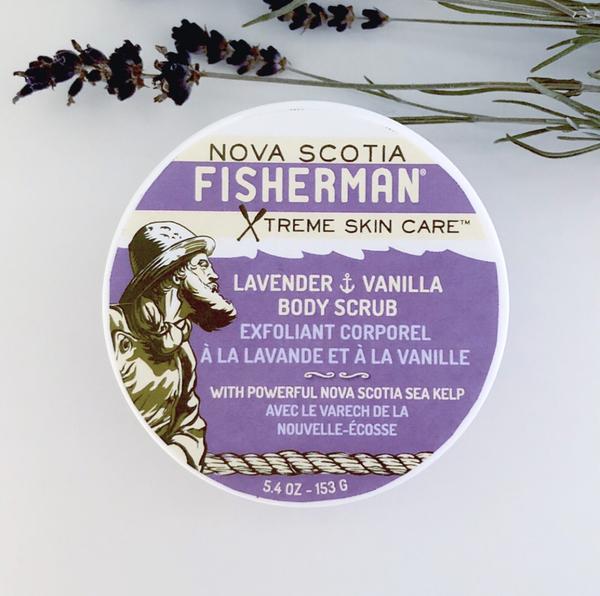 NOVA SCOTIA
FISHERMAN®
XTREME SKIN CARE™
LAVENDER VANILLA
BODY SCRUB
EXFOLIANT CORPOREL
À LA LAVANDE ET À LA VANILLE
WITH POWERFUL NOVA SCOTIA SEA KELP
AVEC LE VARECH DE LA
NOUVELLE-ÉCOSSE
5.4 OZ - 153 G